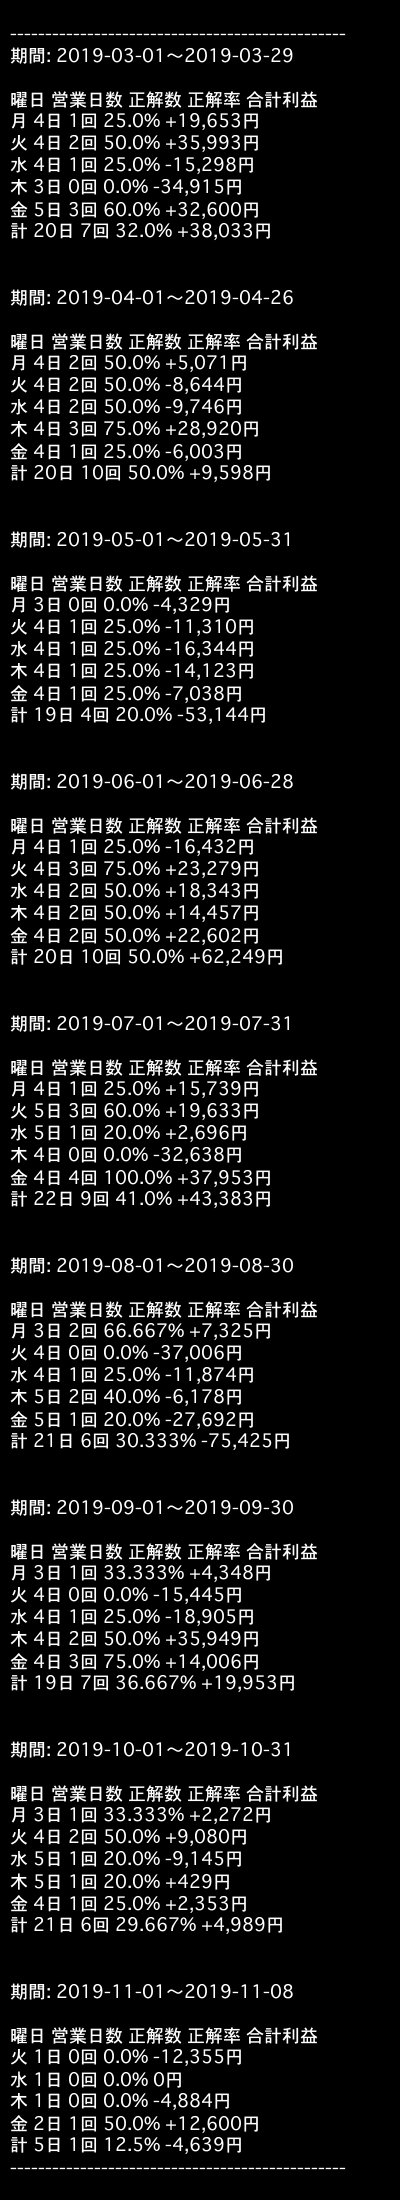 ------------------------------------------------
期間: 2019-03-01〜2019-03-29
曜日 営業日数 正解数 正解率 合計利益
月 4日 1回 25.0% +19,653円
火 4日 2回 50.0% +35,993円
水 4日 1回 25.0% -15,298円
木 3日 0回 0.0% -34,915円
金 5日 3回 60.0% +32,600円
計 20日 7回 32.0% +38,033円
期間: 2019-04-01〜2019-04-26
曜日 営業日数 正解数 正解率 合計利益
月 4日 2回 50.0% +5,071円
火 4日 2回 50.0% -8,644円
水 4日 2回 50.0% -9,746円
木 4日 3回 75.0% +28,920円
金 4日 1回 25.0% -6,003円
計 20日 10回 50.0% +9,598円
期間: 2019-05-01〜2019-05-31
曜日 営業日数 正解数 正解率 合計利益
月 3日 0回 0.0% -4,329円
火 4日 1回 25.0% -11,310円
水 4日 1回 25.0% -16,344円
木 4日 1回 25.0% -14,123円
金 4日 1回 25.0% -7,038円
計 19日 4回 20.0% -53,144円
期間: 2019-06-01〜2019-06-28
曜日 営業日数 正解数 正解率 合計利益
月 4日 1回 25.0% -16,432円
火 4日 3回 75.0% +23,279円
水 4日 2回 50.0% +18,343円
木 4日 2回 50.0% +14,457円
金 4日 2回 50.0% +22,602円
計 20日 10回 50.0% +62,249円
期間: 2019-07-01〜2019-07-31
曜日 営業日数 正解数 正解率 合計利益
月 4日 1回 25.0% +15,739円
火 5日 3回 60.0% +19,633円
水 5日 1回 20.0% +2,696円
木 4日 0回 0.0% -32,638円
金 4日 4回 100.0% +37,953円
計 22日 9回 41.0% +43,383円
期間: 2019-08-01〜2019-08-30
曜日 営業日数 正解数 正解率 合計利益
月 3日 2回 66.667% +7,325円
火 4日 0回 0.0% -37,006円
水 4日 1回 25.0% -11,874円
木 5日 2回 40.0% -6,178円
金 5日 1回 20.0% -27,692円
計 21日 6回 30.333% -75,425円
期間: 2019-09-01〜2019-09-30
曜日 営業日数 正解数 正解率 合計利益
月 3日 1回 33.333% +4,348円
火 4日 0回 0.0% -15,445円
水 4日 1回 25.0% -18,905円
木 4日 2回 50.0% +35,949円
金 4日 3回 75.0% +14,006円
計 19日 7回 36.667% +19,953円
期間: 2019-10-01〜2019-10-31
曜日 営業日数 正解数 正解率 合計利益
月 3日 1回 33.333% +2,272円
火 4日 2回 50.0% +9,080円
水 5日 1回 20.0% -9,145円
木 5日 1回 20.0% +429円
金 4日 1回 25.0% +2,353円
計 21日 6回 29.667% +4,989円
期間: 2019-11-01〜2019-11-08
曜日 営業日数 正解数 正解率 合計利益
火 1日 0回 0.0% -12,355円
水 1日 0回 0.0% 0円
木 1日 0回 0.0% -4,884円
金 2日 1回 50.0% +12,600円
計 5日 1回 12.5% -4,639円
------------------------------------------------